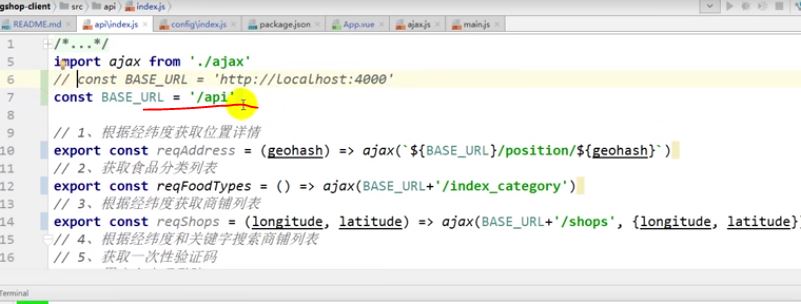 gshop-client src api index.js
README.md api\index.js config\index.js package.json App.vue ajax.js main.js
1 /*...*/
5 import ajax from './ajax'
6 // const BASE_URL = 'http://localhost:4000'
7 const BASE_URL = '/api'
8
9 // 1、根据经纬度获取位置详情
10 export const reqAddress = (geohash) => ajax(`${BASE_URL}/position/${geohash}`)
11 // 2、获取食品分类列表
12 export const reqFoodTypes = () => ajax(BASE_URL+'/index_category')
13 // 3、根据经纬度获取商铺列表
14 export const reqShops = (longitude, latitude) => ajax(BASE_URL+'/shops', {longitude, latitude}
15 // 4、根据经纬度和关键字搜索商铺列表
16 // 5、获取一次性验证码
Terminal